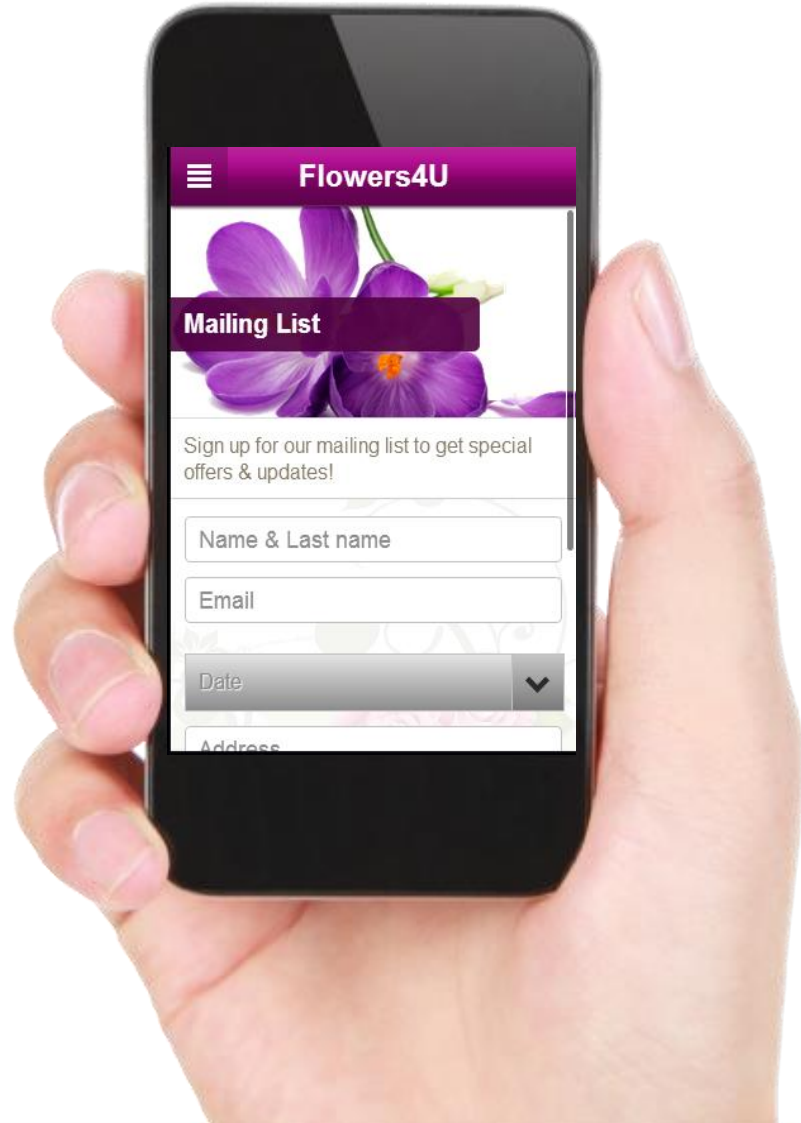 Flowers4U
Mailing List
Sign up for our mailing list to get special
offers & updates!
Name & Last name
Email
Date
Address